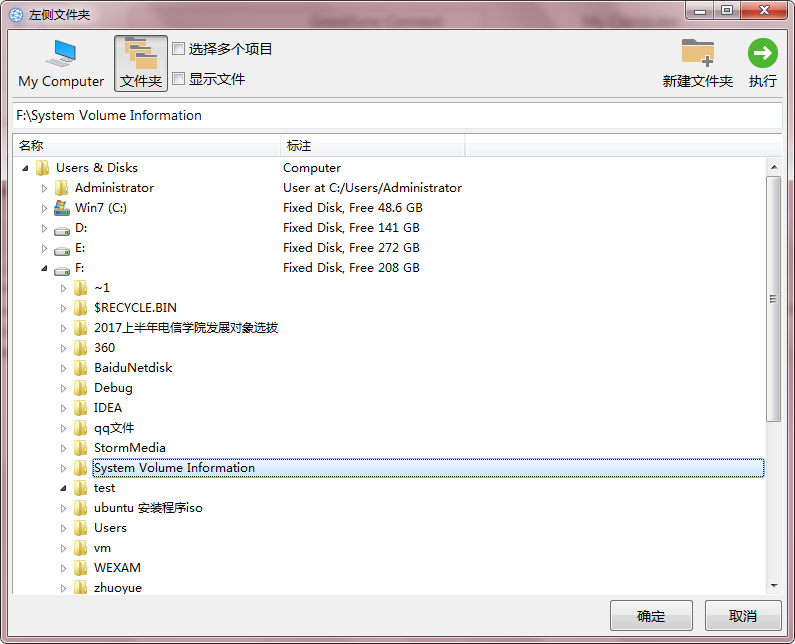 左侧文件夹
My Computer
文件夹
选择多个项目
显示文件
新建文件夹
执行
F:\System Volume Information
名称 标注
Users & Disks Computer
Administrator User at C:/Users/Administrator
Win7 (C:) Fixed Disk, Free 48.6 GB
D: Fixed Disk, Free 141 GB
E: Fixed Disk, Free 272 GB
F: Fixed Disk, Free 208 GB
~1
$RECYCLE.BIN
2017上半年电信学院发展对象选拔
360
BaiduNetdisk
Debug
IDEA
qq文件
StormMedia
System Volume Information
test
ubuntu 安装程序iso
Users
vm
WEXAM
zhuoyue
确定 取消